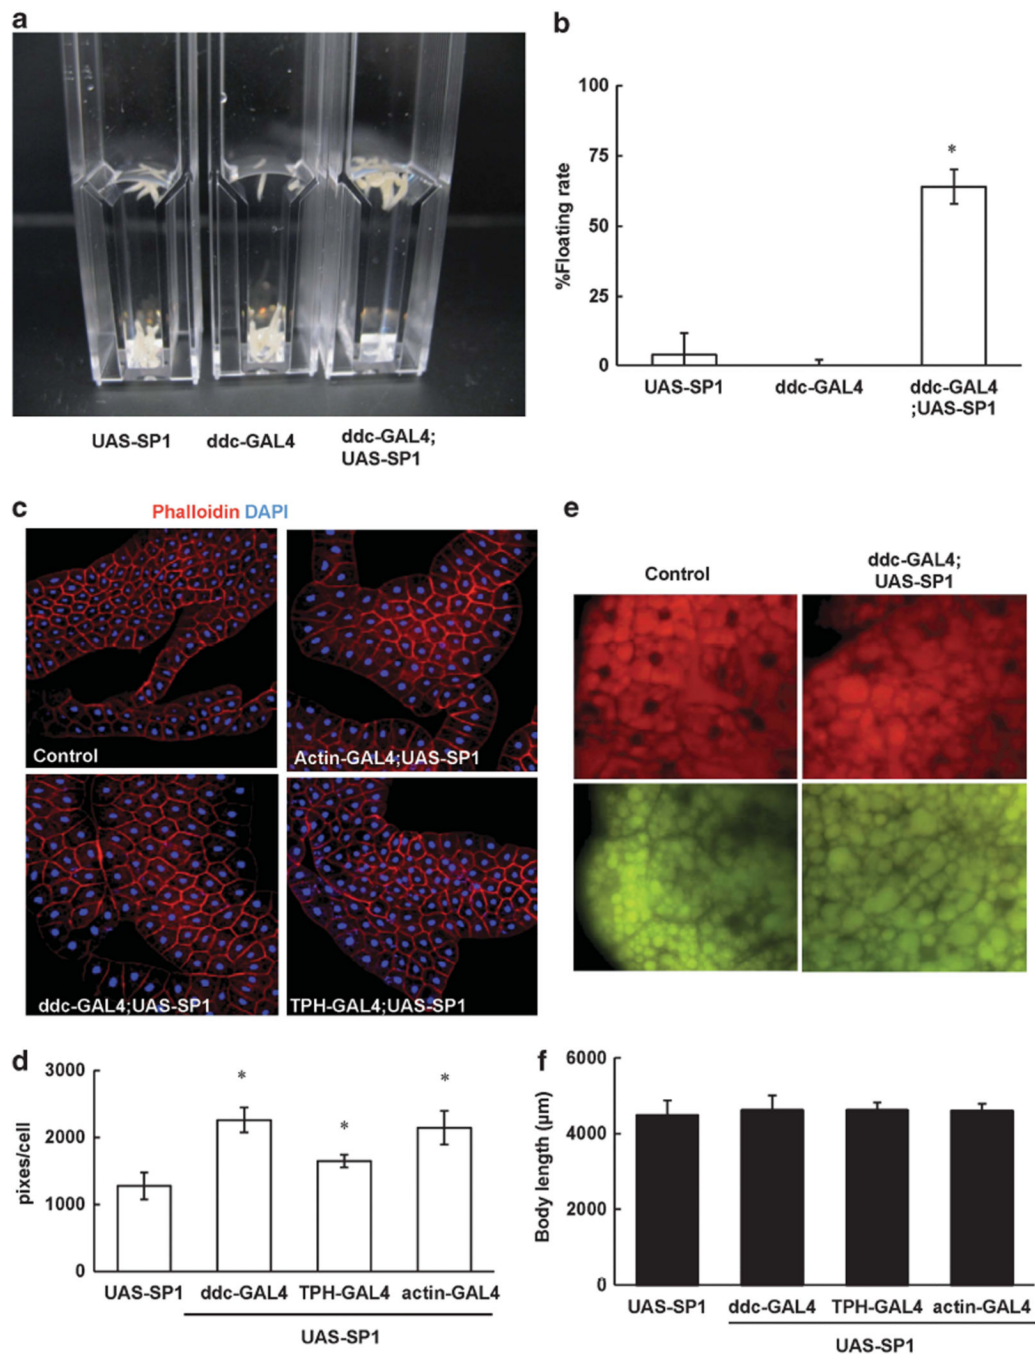 a
UAS-SP1
ddc-GAL4
ddc-GAL4;
UAS-SP1
b
%Floating rate
100
75
50
25
0
*
UAS-SP1
ddc-GAL4
ddc-GAL4
;UAS-SP1
c
Phalloidin DAPI
Control
Actin-GAL4;UAS-SP1
ddc-GAL4;UAS-SP1
TPH-GAL4;UAS-SP1
e
Control
ddc-GAL4;
UAS-SP1
d
pixes/cell
3000
2000
1000
0
*
*
*
UAS-SP1
ddc-GAL4
TPH-GAL4
actin-GAL4
UAS-SP1
f
Body length (µm)
6000
4000
2000
0
UAS-SP1
ddc-GAL4
TPH-GAL4
actin-GAL4
UAS-SP1